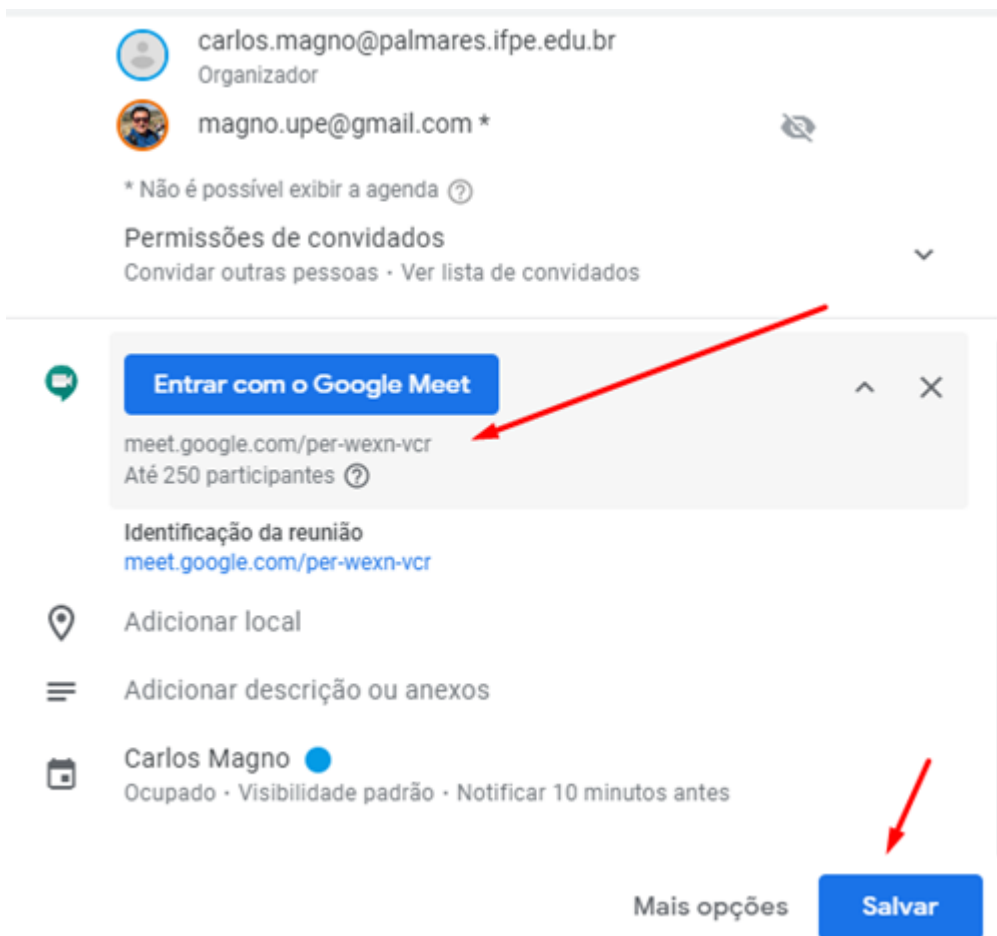 carlos.magno@palmares.ifpe.edu.br
Organizador
magno.upe@gmail.com *
* Não é possível exibir a agenda
Permissões de convidados
Convidar outras pessoas · Ver lista de convidados
Entrar com o Google Meet
meet.google.com/per-wexn-vcr
Até 250 participantes
Identificação da reunião
meet.google.com/per-wexn-vcr
Adicionar local
Adicionar descrição ou anexos
Carlos Magno
Ocupado · Visibilidade padrão · Notificar 10 minutos antes
Mais opções
Salvar